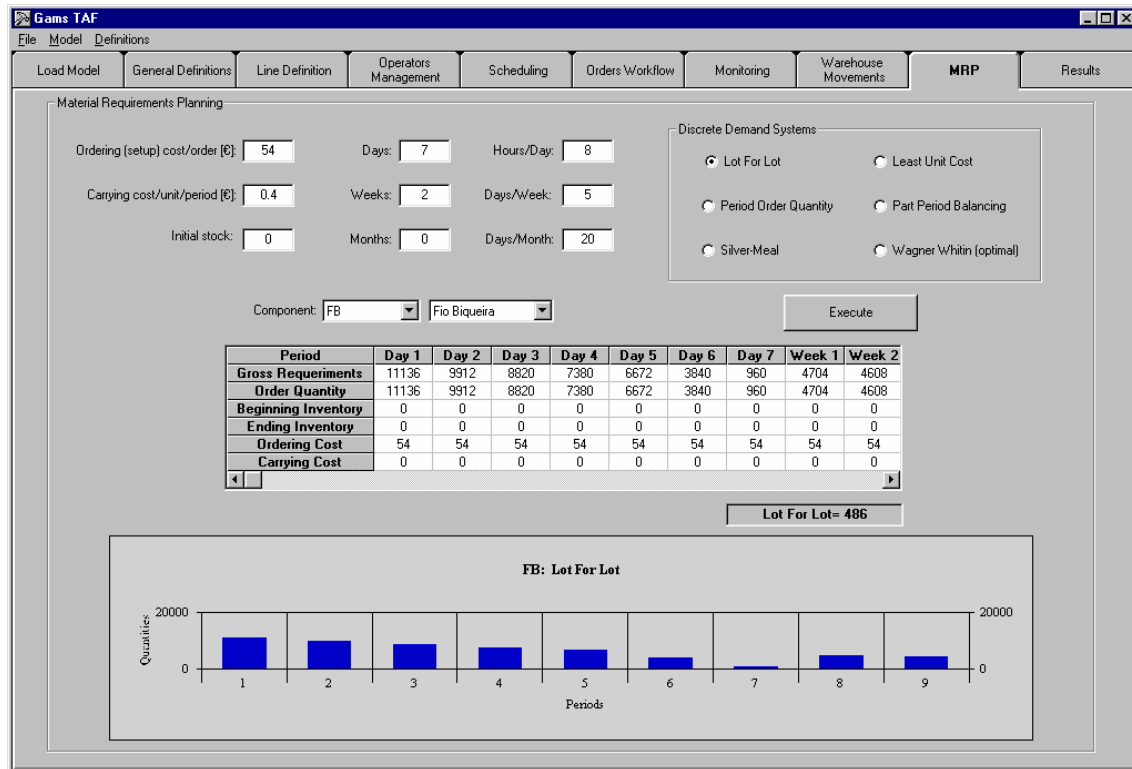 Gams TAF
File Model Definitions
Load Model General Definitions Line Definition Operators Management Scheduling Orders Workflow Monitoring Warehouse Movements MRP Results
Material Requirements Planning
Ordering (setup) cost/order [€]: 54 Days: 7 Hours/Day: 8
Carrying cost/unit/period [€]: 0.4 Weeks: 2 Days/Week: 5
Initial stock: 0 Months: 0 Days/Month: 20
Discrete Demand Systems
Lot For Lot Least Unit Cost
Period Order Quantity Part Period Balancing
Silver-Meal Wagner Whitin (optimal)
Component: FB Fio Biqueira Execute
Period Day 1 Day 2 Day 3 Day 4 Day 5 Day 6 Day 7 Week 1 Week 2
Gross Requeriments 11136 9912 8820 7380 6672 3840 960 4704 4608
Order Quantity 11136 9912 8820 7380 6672 3840 960 4704 4608
Beginning Inventory 0 0 0 0 0 0 0 0 0
Ending Inventory 0 0 0 0 0 0 0 0 0
Ordering Cost 54 54 54 54 54 54 54 54 54
Carrying Cost 0 0 0 0 0 0 0 0 0
Lot For Lot= 486
FB: Lot For Lot
Quantities
20000 20000
0 0
1 2 3 4 5 6 7 8 9
Periods